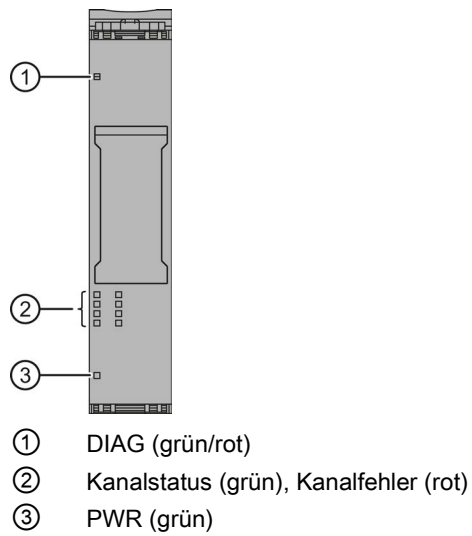 ①
②
③
① DIAG (grün/rot)
② Kanalstatus (grün), Kanalfehler (rot)
③ PWR (grün)